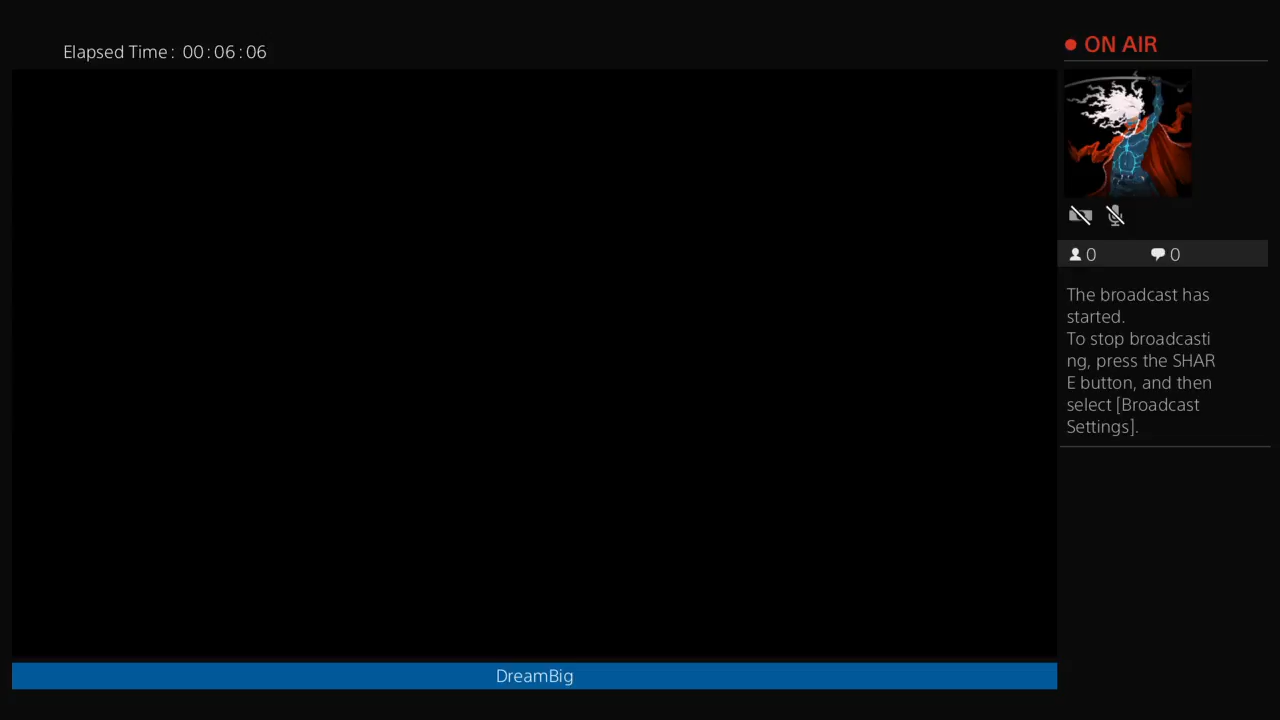 Elapsed Time: 00:06:06
ON AIR
0
0
The broadcast has
started.
To stop broadcasti
ng, press the SHAR
E button, and then
select [Broadcast
Settings].
DreamBig